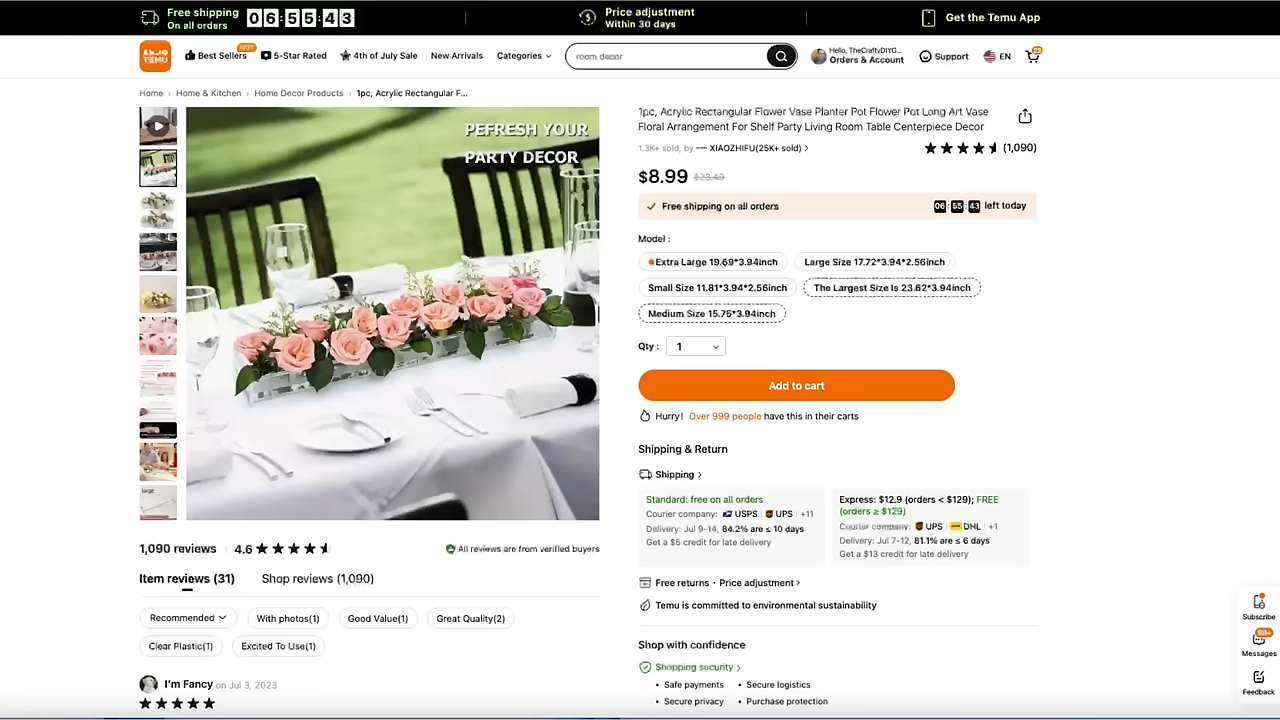 Free shipping
On all orders
06:55:43
Price adjustment
Within 30 days
Get the Temu App
TEMU
Best Sellers
HOT
5-Star Rated
4th of July Sale
New Arrivals
Categories
room decor
Hello, TheCraftyDIYG...
Orders & Account
Support
EN
Home › Home & Kitchen › Home Decor Products › 1pc, Acrylic Rectangular F...
PEFRESH YOUR
PARTY DECOR
large
1pc, Acrylic Rectangular Flower Vase Planter Pot Flower Pot Long Art Vase
Floral Arrangement For Shelf Party Living Room Table Centerpiece Decor
1.3K+ sold, by XIAOZHIFU(25K+ sold) ›
(1,090)
$8.99 $23.49
Free shipping on all orders
06:55:43 left today
Model :
Extra Large 19.69*3.94inch
Large Size 17.72*3.94*2.56inch
Small Size 11.81*3.94*2.56inch
The Largest Size Is 23.62*3.94inch
Medium Size 15.75*3.94inch
Qty : 1
Add to cart
Hurry! Over 999 people have this in their carts
Shipping & Return
Shipping ›
Standard: free on all orders
Courier company: USPS UPS +11
Delivery: Jul 9-14, 84.2% are ≤ 10 days
Get a $5 credit for late delivery
Express: $12.9 (orders < $129); FREE
(orders ≥ $129)
Courier company: UPS DHL +1
Delivery: Jul 7-12, 81.1% are ≤ 6 days
Get a $13 credit for late delivery
Free returns · Price adjustment ›
Temu is committed to environmental sustainability
Shop with confidence
Shopping security ›
• Safe payments • Secure logistics
• Secure privacy • Purchase protection
1,090 reviews 4.6
All reviews are from verified buyers
Item reviews (31)
Shop reviews (1,090)
Recommended
With photos(1)
Good Value(1)
Great Quality(2)
Clear Plastic(1)
Excited To Use(1)
I'm Fancy on Jul 3, 2023
Subscribe
Messages
Feedback